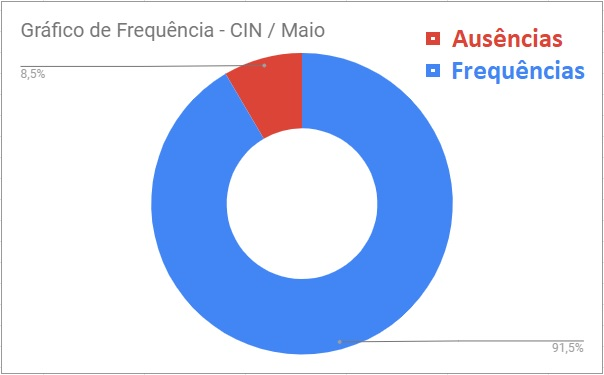 Gráfico de Frequência - CIN / Maio
Ausências
Frequências
8,5%
91,5%